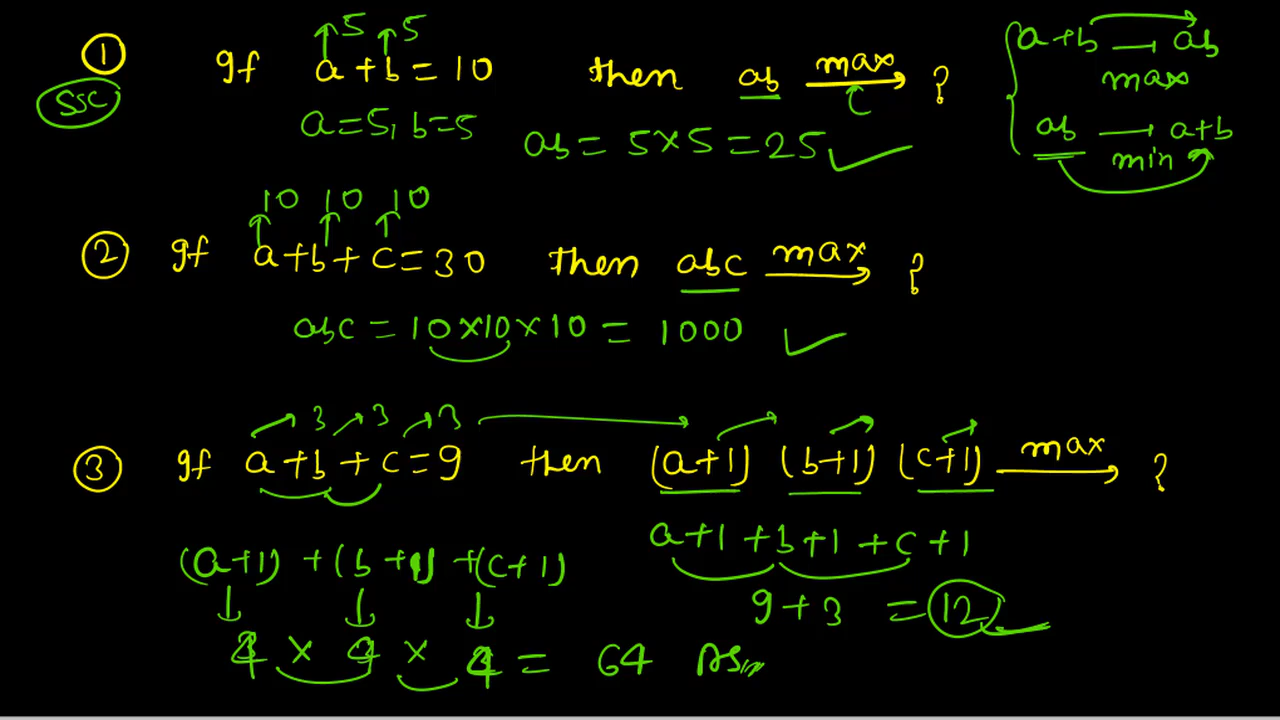 5 5
① If a + b = 10 then ab max ?
SSC
a = 5, b = 5 ab = 5 × 5 = 25
a + b → ab
max
ab → a + b
min
10 10 10
② If a + b + c = 30 then abc max ?
abc = 10 × 10 × 10 = 1000
3 3 3
③ If a + b + c = 9 then (a+1) (b+1) (c+1) max ?
a + 1 + b + 1 + c + 1
9 + 3 = 12
(a+1) + (b+1) + (c+1)
4 × 4 × 4 = 64